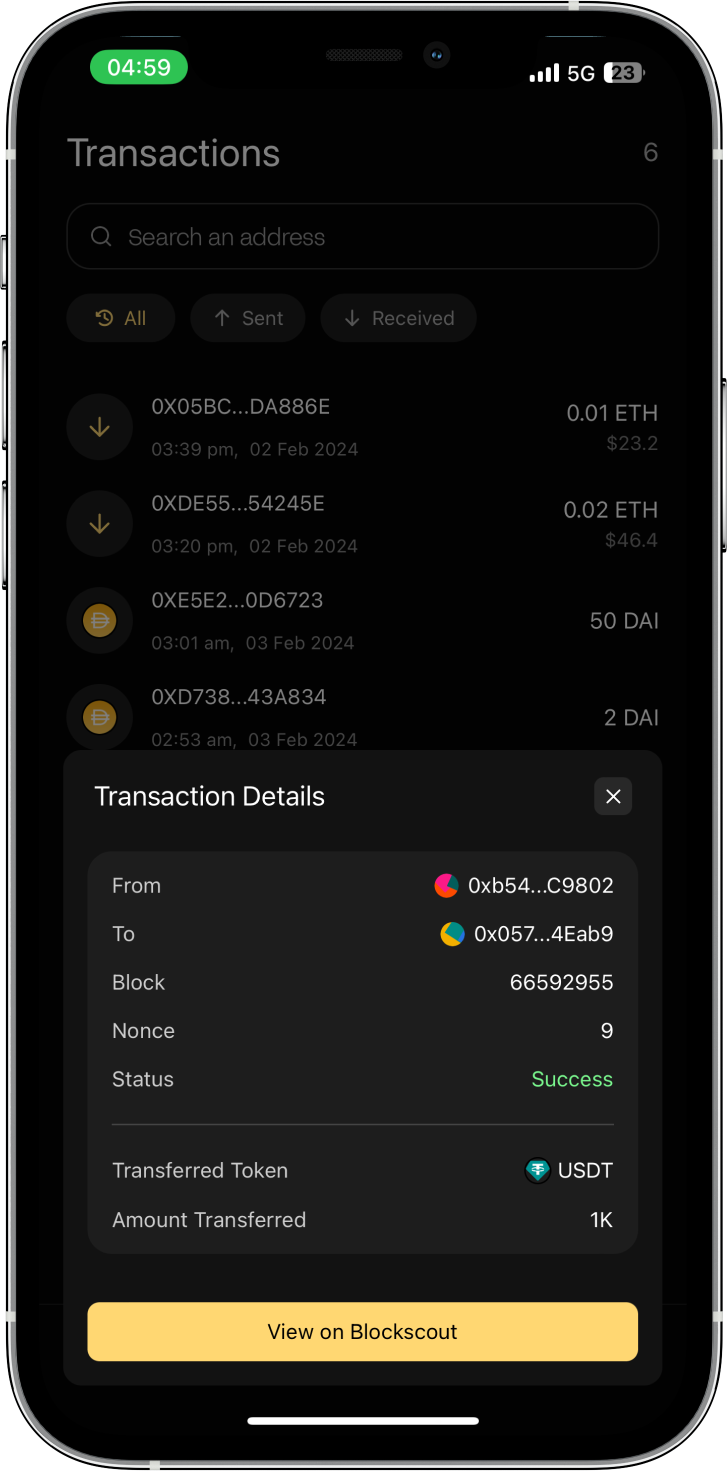 04:59 5G 23
Transactions 6
Search an address
All Sent Received
0X05BC...DA886E 0.01 ETH
03:39 pm, 02 Feb 2024 $23.2
0XDE55...54245E 0.02 ETH
03:20 pm, 02 Feb 2024 $46.4
0XE5E2...0D6723 50 DAI
03:01 am, 03 Feb 2024
0XD738...43A834 2 DAI
02:53 am, 03 Feb 2024
Transaction Details
From 0xb54...C9802
To 0x057...4Eab9
Block 66592955
Nonce 9
Status Success
Transferred Token USDT
Amount Transferred 1K
View on Blockscout